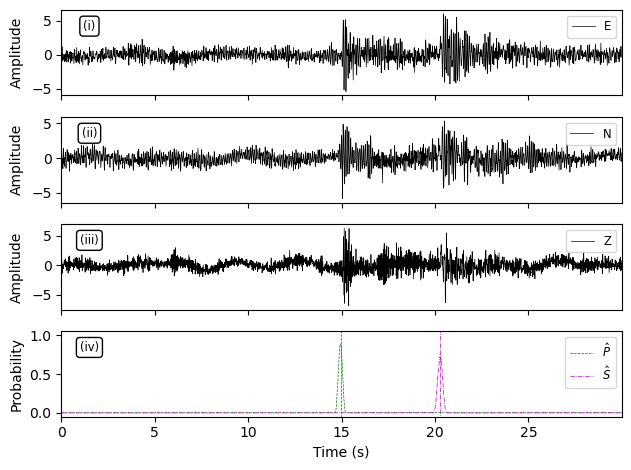 (i)
E
5
0
−5
Amplitude
(ii)
N
5
0
−5
Amplitude
(iii)
Z
5
0
−5
Amplitude
(iv)
P̂
Ŝ
1.0
0.5
0.0
Probability
0 5 10 15 20 25
Time (s)